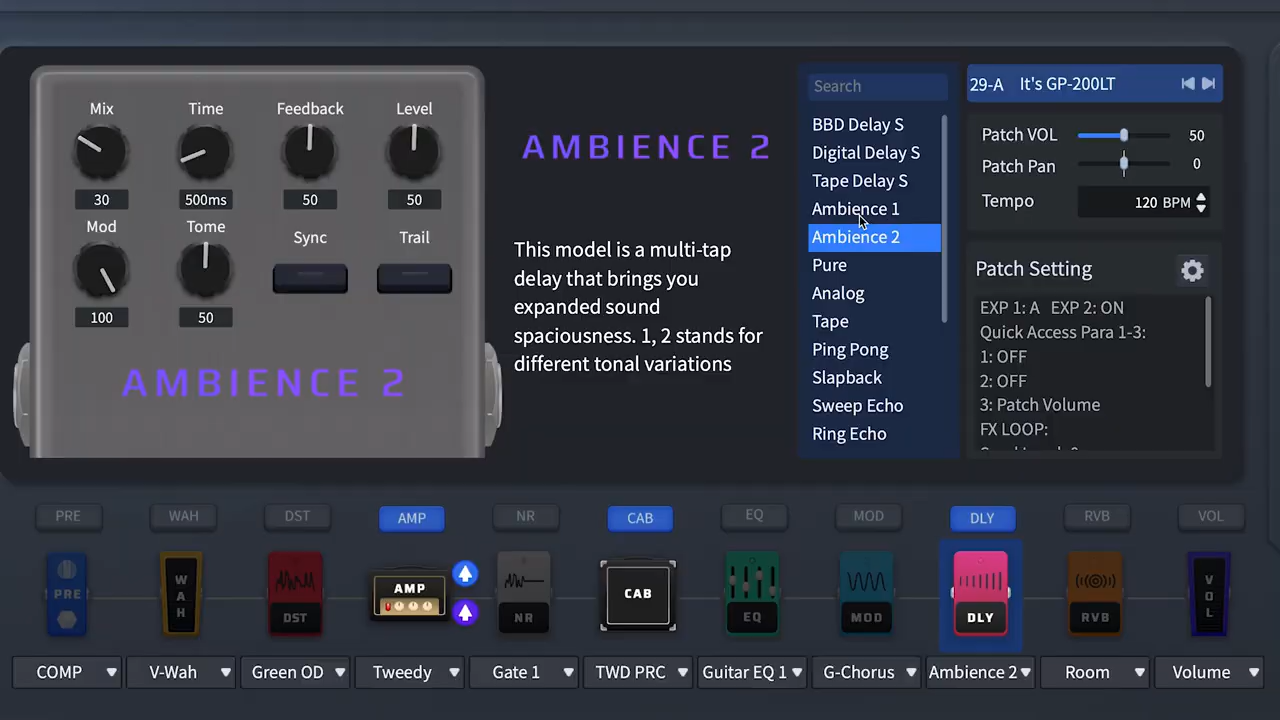 Mix
Time
Feedback
Level
30
500ms
50
50
Mod
Tome
Sync
Trail
100
50
AMBIENCE 2
AMBIENCE 2
This model is a multi-tap
delay that brings you
expanded sound
spaciousness. 1, 2 stands for
different tonal variations
Search
BBD Delay S
Digital Delay S
Tape Delay S
Ambience 1
Ambience 2
Pure
Analog
Tape
Ping Pong
Slapback
Sweep Echo
Ring Echo
29-A It's GP-200LT
Patch VOL 50
Patch Pan 0
Tempo 120 BPM
Patch Setting
EXP 1: A EXP 2: ON
Quick Access Para 1-3:
1: OFF
2: OFF
3: Patch Volume
FX LOOP:
PRE
WAH
DST
AMP
NR
CAB
EQ
MOD
DLY
RVB
VOL
PRE
WAH
DST
AMP
NR
CAB
EQ
MOD
DLY
RVB
VOL
COMP
V-Wah
Green OD
Tweedy
Gate 1
TWD PRC
Guitar EQ 1
G-Chorus
Ambience 2
Room
Volume